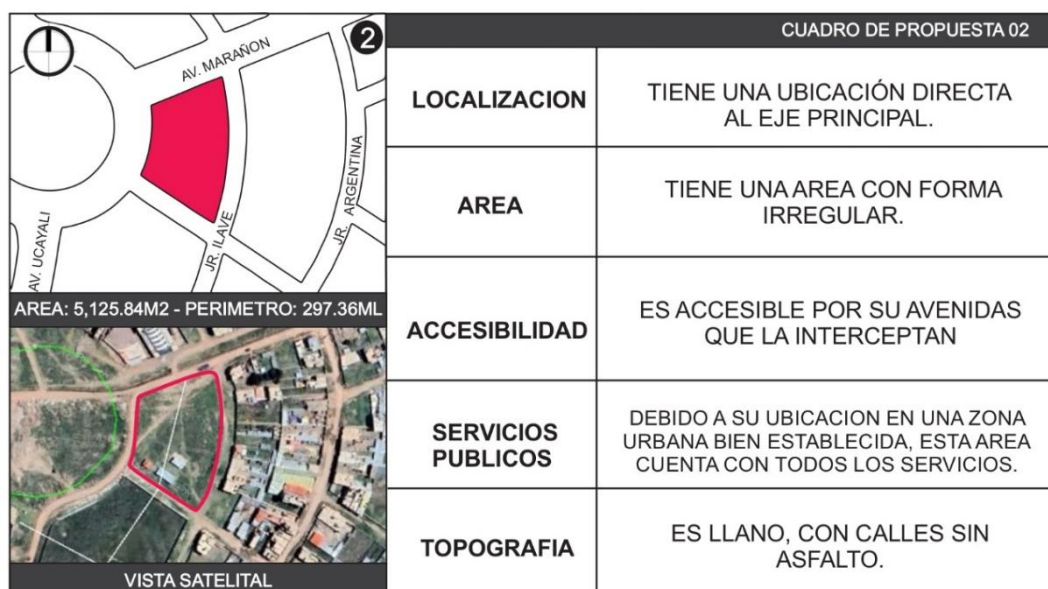 2
AV. MARAÑON
AV. UCAYALI
JR. ILAVE
JR. ARGENTINA
AREA: 5,125.84M2 - PERIMETRO: 297.36ML
VISTA SATELITAL
CUADRO DE PROPUESTA 02
LOCALIZACION
TIENE UNA UBICACIÓN DIRECTA
AL EJE PRINCIPAL.
AREA
TIENE UNA AREA CON FORMA
IRREGULAR.
ACCESIBILIDAD
ES ACCESIBLE POR SU AVENIDAS
QUE LA INTERCEPTAN
SERVICIOS
PUBLICOS
DEBIDO A SU UBICACION EN UNA ZONA
URBANA BIEN ESTABLECIDA, ESTA AREA
CUENTA CON TODOS LOS SERVICIOS.
TOPOGRAFIA
ES LLANO, CON CALLES SIN
ASFALTO.